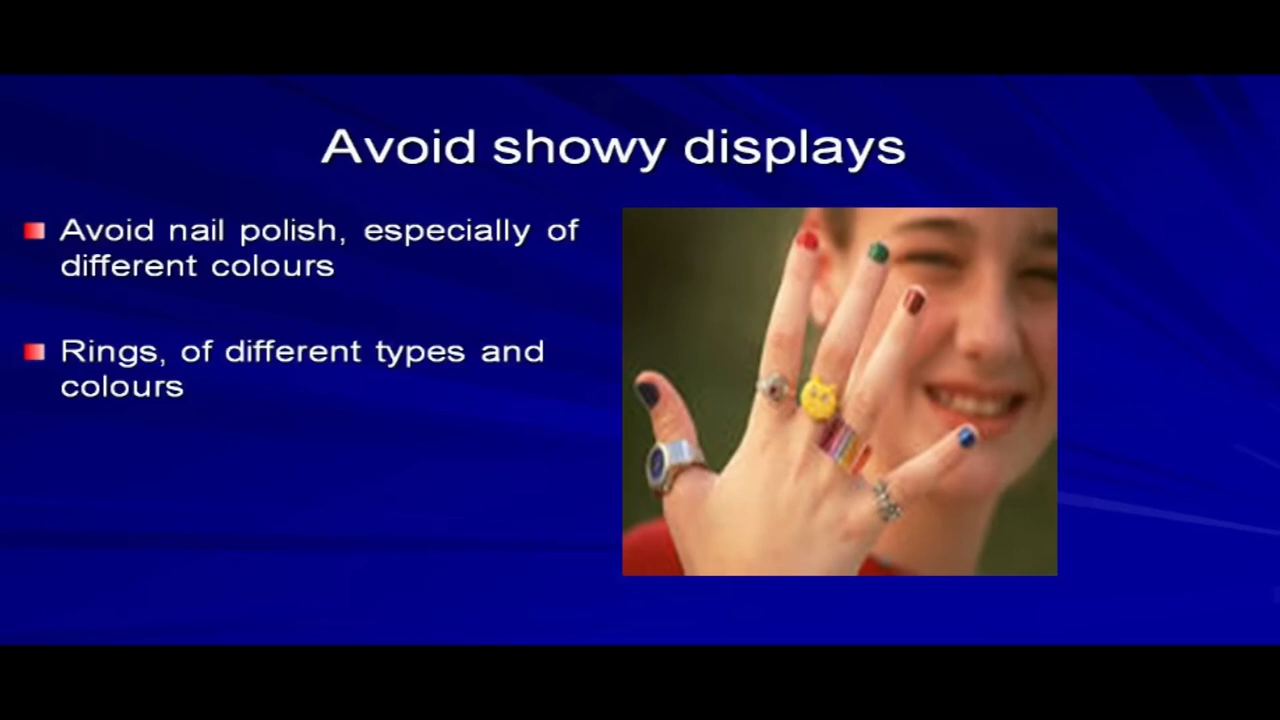 Avoid showy displays
Avoid nail polish, especially of
different colours
Rings, of different types and
colours